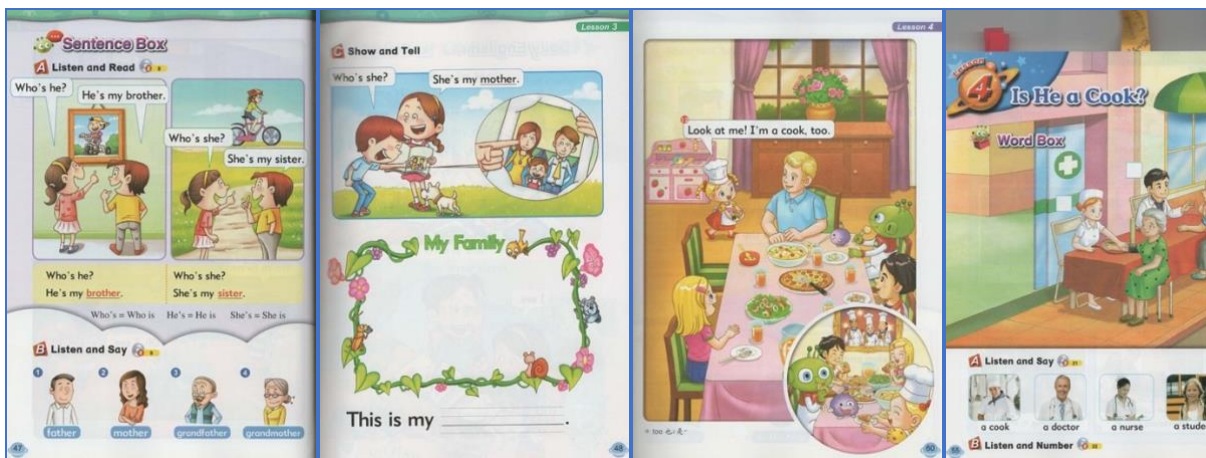 Sentence Box
A Listen and Read
Who's he?
He's my brother.
Who's she?
She's my sister.
Who's he?
He's my brother.
Who's she?
She's my sister.
Who's = Who is He's = He is She's = She is
B Listen and Say
1 2 3 4
father mother grandfather grandmother
47
Lesson 3
C Show and Tell
Who's she?
She's my mother.
My Family
This is my ____________.
48
Lesson 4
Look at me! I'm a cook, too.
60
Lesson
4 Is He a Cook?
Word Box
A Listen and Say
a cook a doctor a nurse a stude
B Listen and Number